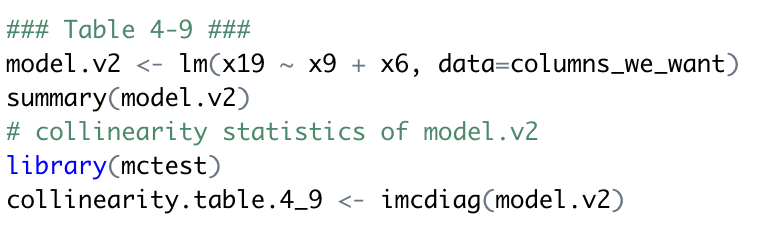 ### Table 4-9 ###
model.v2 <- lm(x19 ~ x9 + x6, data=columns_we_want)
summary(model.v2)
# collinearity statistics of model.v2
library(mctest)
collinearity.table.4_9 <- imcdiag(model.v2)